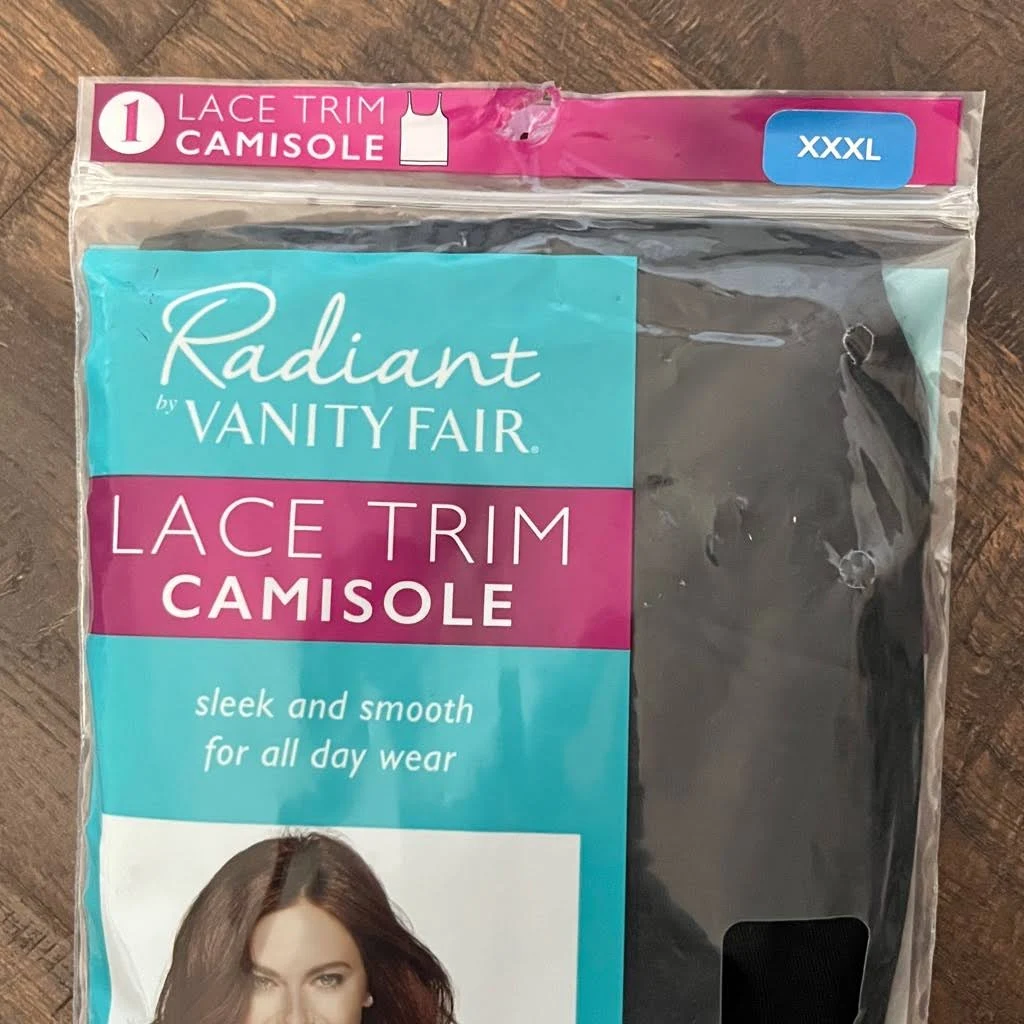 1 LACE TRIM
CAMISOLE
XXXL
Radiant
by VANITY FAIR®
LACE TRIM
CAMISOLE
sleek and smooth
for all day wear